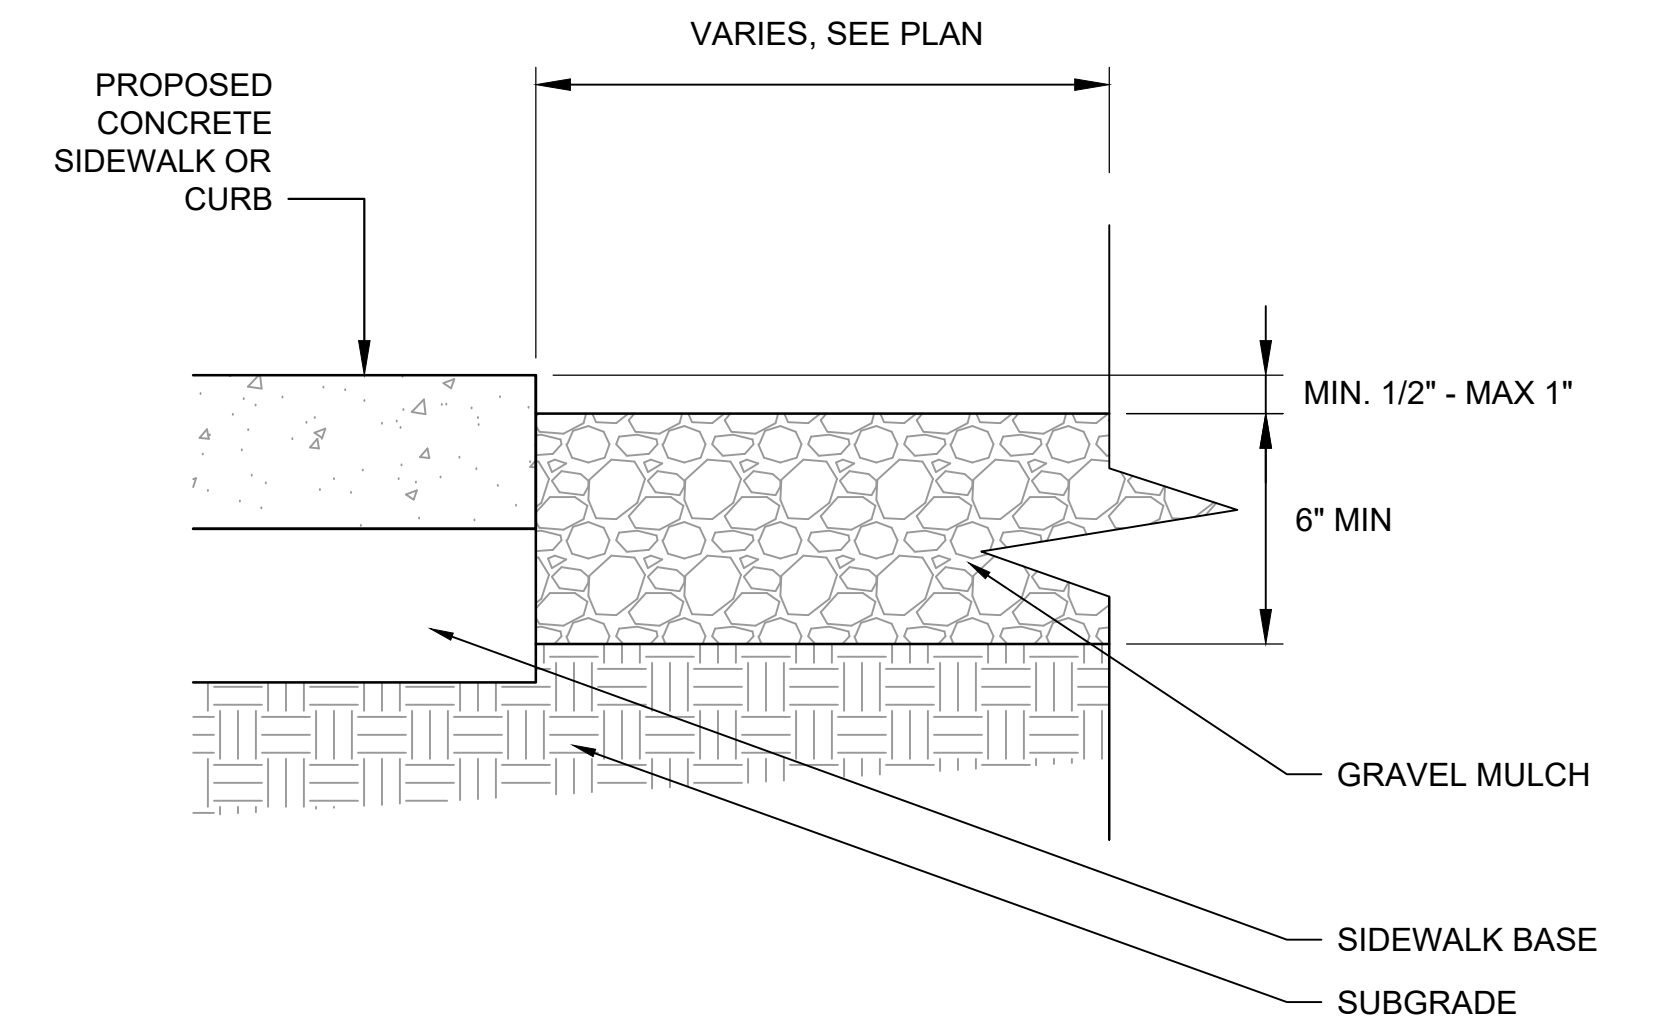 VARIES, SEE PLAN
PROPOSED
CONCRETE
SIDEWALK OR
CURB
MIN. 1/2" - MAX 1"
6" MIN
GRAVEL MULCH
SIDEWALK BASE
SUBGRADE